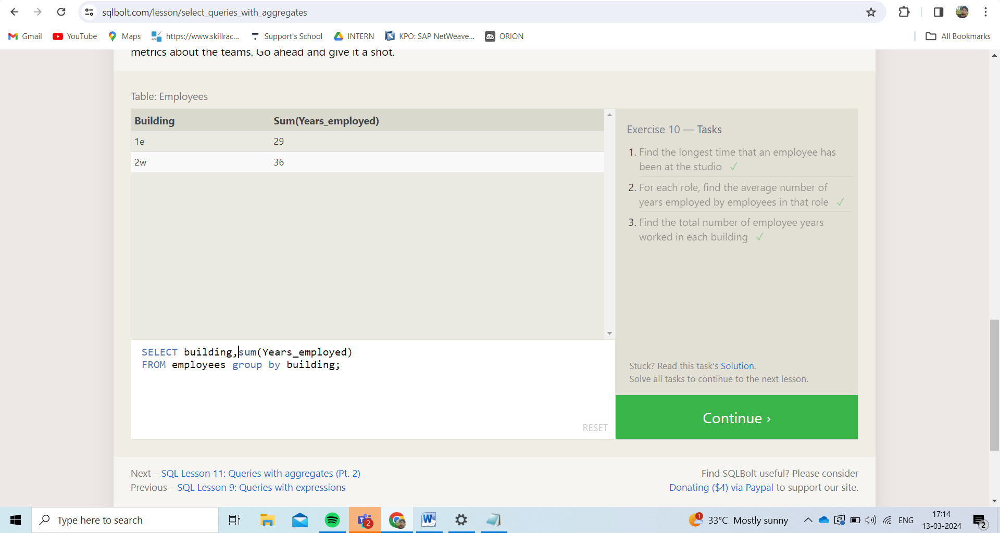 sqlbolt.com/lesson/select_queries_with_aggregates
Gmail YouTube Maps https://www.skillrac... Support's School INTERN KPO: SAP NetWeave... ORION All Bookmarks
metrics about the teams. Go ahead and give it a shot.
Table: Employees
Building Sum(Years_employed)
1e 29
2w 36
SELECT building,sum(Years_employed)
FROM employees group by building;
RESET
Exercise 10 — Tasks
1. Find the longest time that an employee has
been at the studio ✓
2. For each role, find the average number of
years employed by employees in that role ✓
3. Find the total number of employee years
worked in each building ✓
Stuck? Read this task's Solution.
Solve all tasks to continue to the next lesson.
Continue ›
Next – SQL Lesson 11: Queries with aggregates (Pt. 2)
Previous – SQL Lesson 9: Queries with expressions
Find SQLBolt useful? Please consider
Donating ($4) via Paypal to support our site.
Type here to search
2
W
1
33°C Mostly sunny
ENG
17:14
13-03-2024
2